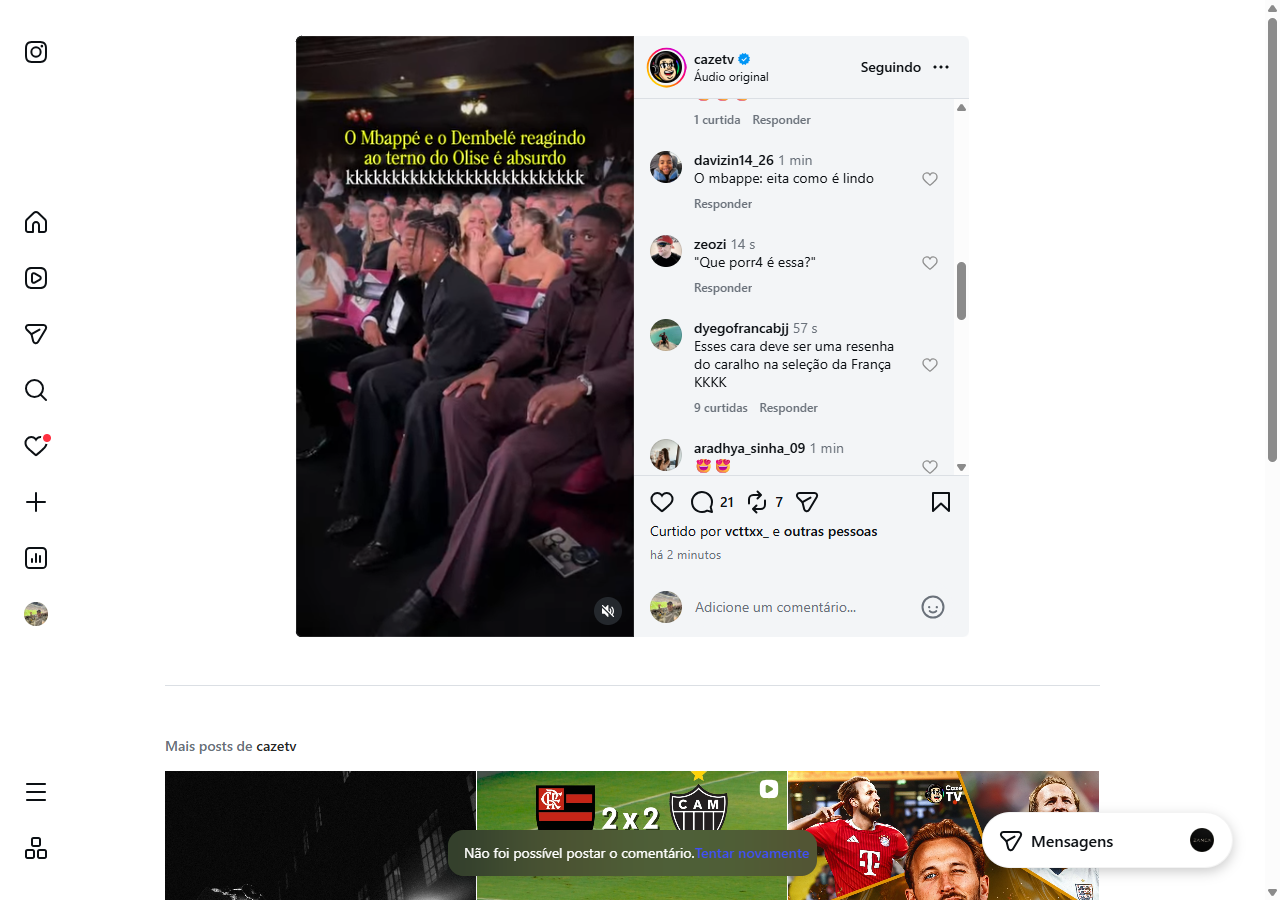 O Mbappé e o Dembelé reagindo
ao terno do Olise é absurdo
kkkkkkkkkkkkkkkkkkkkkkkkkk
cazetv
Áudio original
Seguindo
1 curtida Responder
davizin14_26 1 min
O mbappe: eita como é lindo
Responder
zeozi 14 s
"Que porr4 é essa?"
Responder
dyegofrancabjj 57 s
Esses cara deve ser uma resenha
do caralho na seleção da França
KKKK
9 curtidas Responder
aradhya_sinha_09 1 min
21 7
Curtido por vcttxx_ e outras pessoas
há 2 minutos
Adicione um comentário...
Mais posts de cazetv
CAM
2 x 2
Cazé
TV
Não foi possível postar o comentário.Tentar novamente
Mensagens